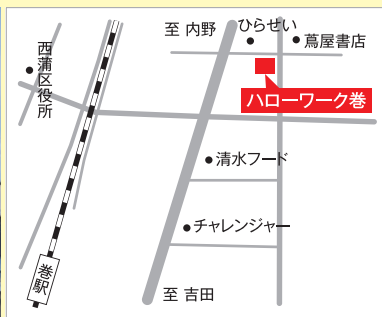 至 内野
ひらせい
蔦屋書店
西蒲区役所
ハローワーク巻
清水フード
チャレンジャー
巻駅
至 吉田